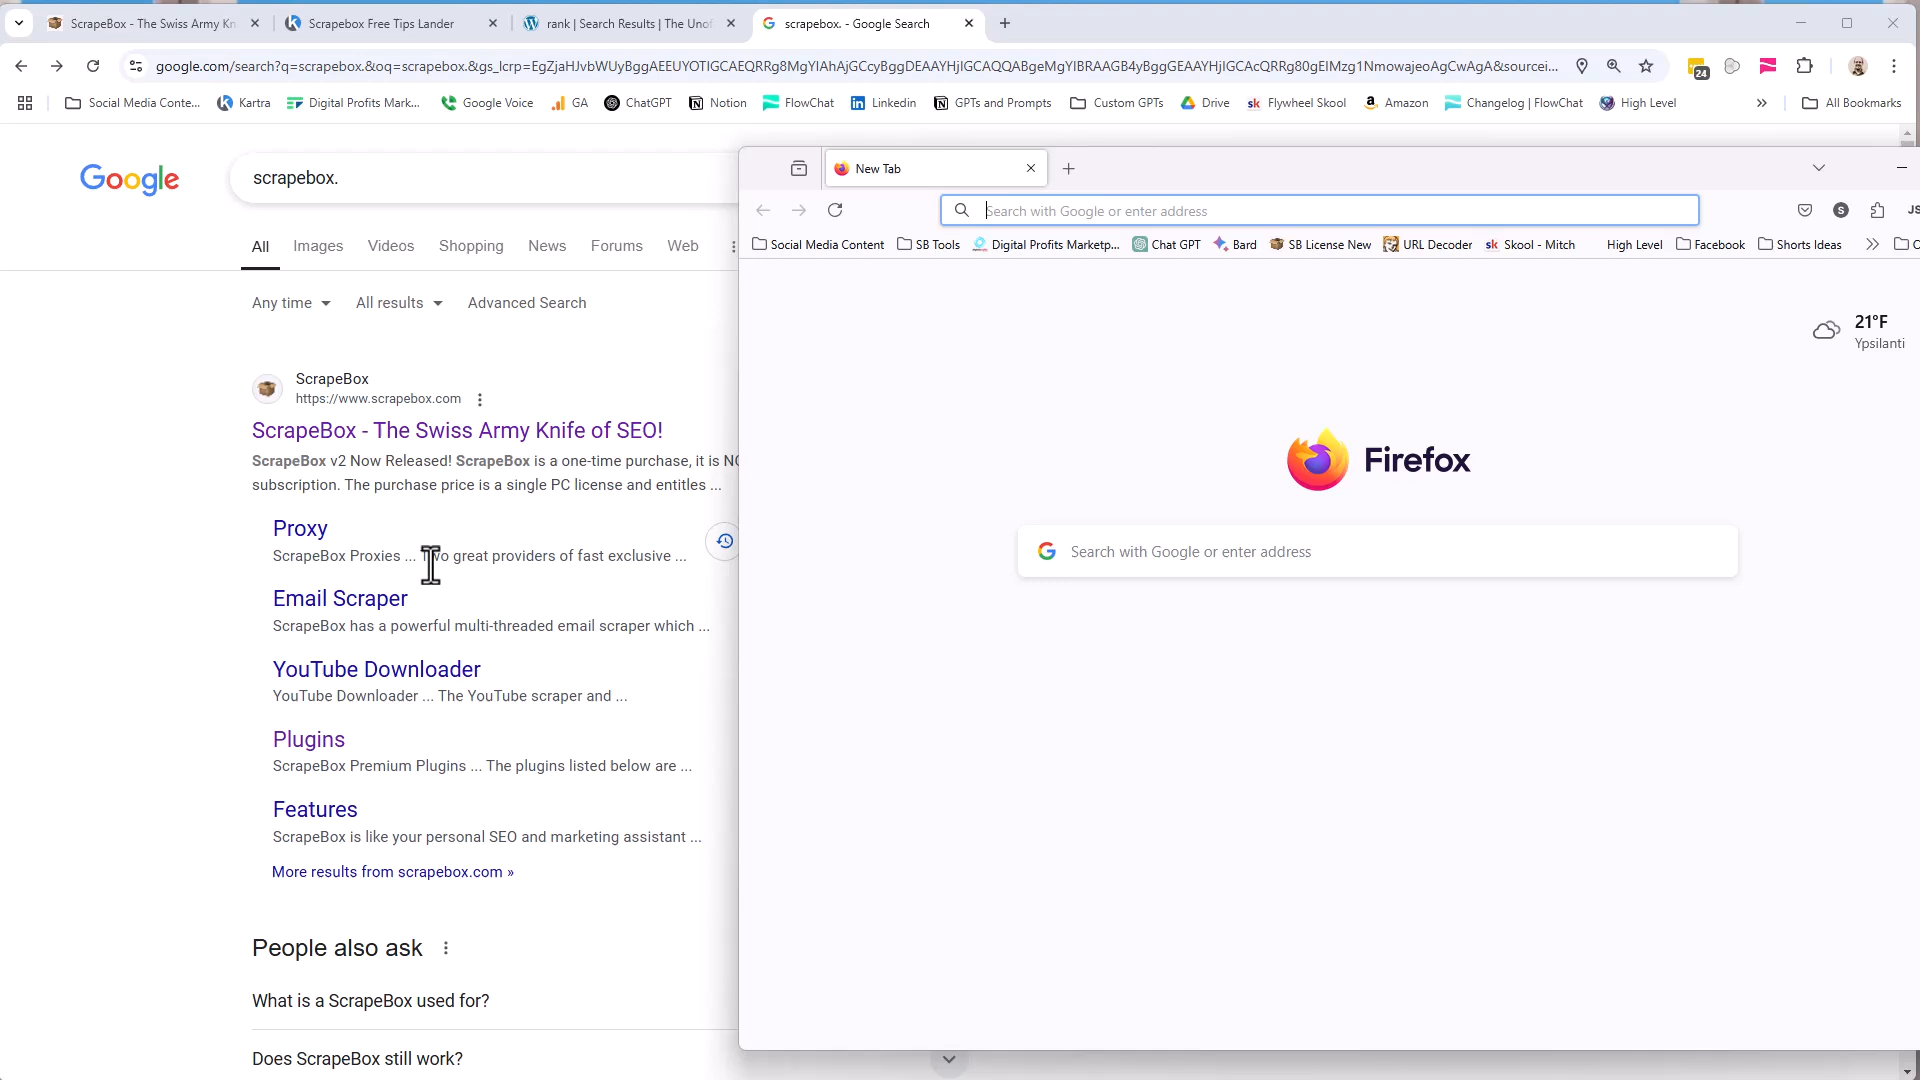 ScrapeBox - The Swiss Army Kn
Scrapebox Free Tips Lander
rank | Search Results | The Unof
scrapebox. - Google Search
google.com/search?q=scrapebox.&oq=scrapebox.&gs_lcrp=EgZjaHJvbWUyBggAEEUYOTIGCAEQRRg8MgYIAhAjGCcyBggDEAAYHjIGCAQQABgeMgYIBRAAGB4yBggGEAAYHjIGCAcQRRg80gEIMzg1NmowajeoAgCwAgA&sourcei...
24
Social Media Conte...
Kartra
Digital Profits Mark...
Google Voice
GA
ChatGPT
Notion
FlowChat
Linkedin
GPTs and Prompts
Custom GPTs
Drive
sk Flywheel Skool
Amazon
Changelog | FlowChat
High Level
All Bookmarks
Google
scrapebox.
All
Images
Videos
Shopping
News
Forums
Web
Any time
All results
Advanced Search
ScrapeBox
https://www.scrapebox.com
ScrapeBox - The Swiss Army Knife of SEO!
ScrapeBox v2 Now Released! ScrapeBox is a one-time purchase, it is NO
subscription. The purchase price is a single PC license and entitles ...
Proxy
ScrapeBox Proxies ... Two great providers of fast exclusive ...
Email Scraper
ScrapeBox has a powerful multi-threaded email scraper which ...
YouTube Downloader
YouTube Downloader ... The YouTube scraper and ...
Plugins
ScrapeBox Premium Plugins ... The plugins listed below are ...
Features
ScrapeBox is like your personal SEO and marketing assistant ...
More results from scrapebox.com »
People also ask
What is a ScrapeBox used for?
Does ScrapeBox still work?
New Tab
Search with Google or enter address
S
JS
Social Media Content
SB Tools
Digital Profits Marketp...
Chat GPT
Bard
SB License New
URL Decoder
sk Skool - Mitch
High Level
Facebook
Shorts Ideas
21°F
Ypsilanti
Firefox
Search with Google or enter address